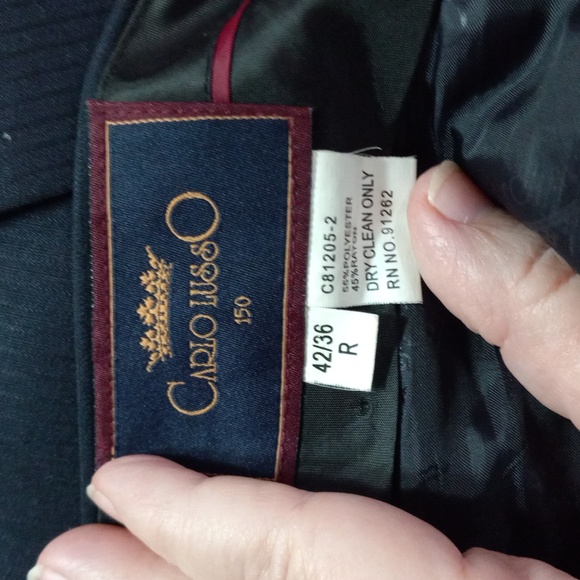 CARLO LUSSO
150
C81205-2
55%POLYESTER
45%RAYON
DRY CLEAN ONLY
RN NO.91262
42/36
R